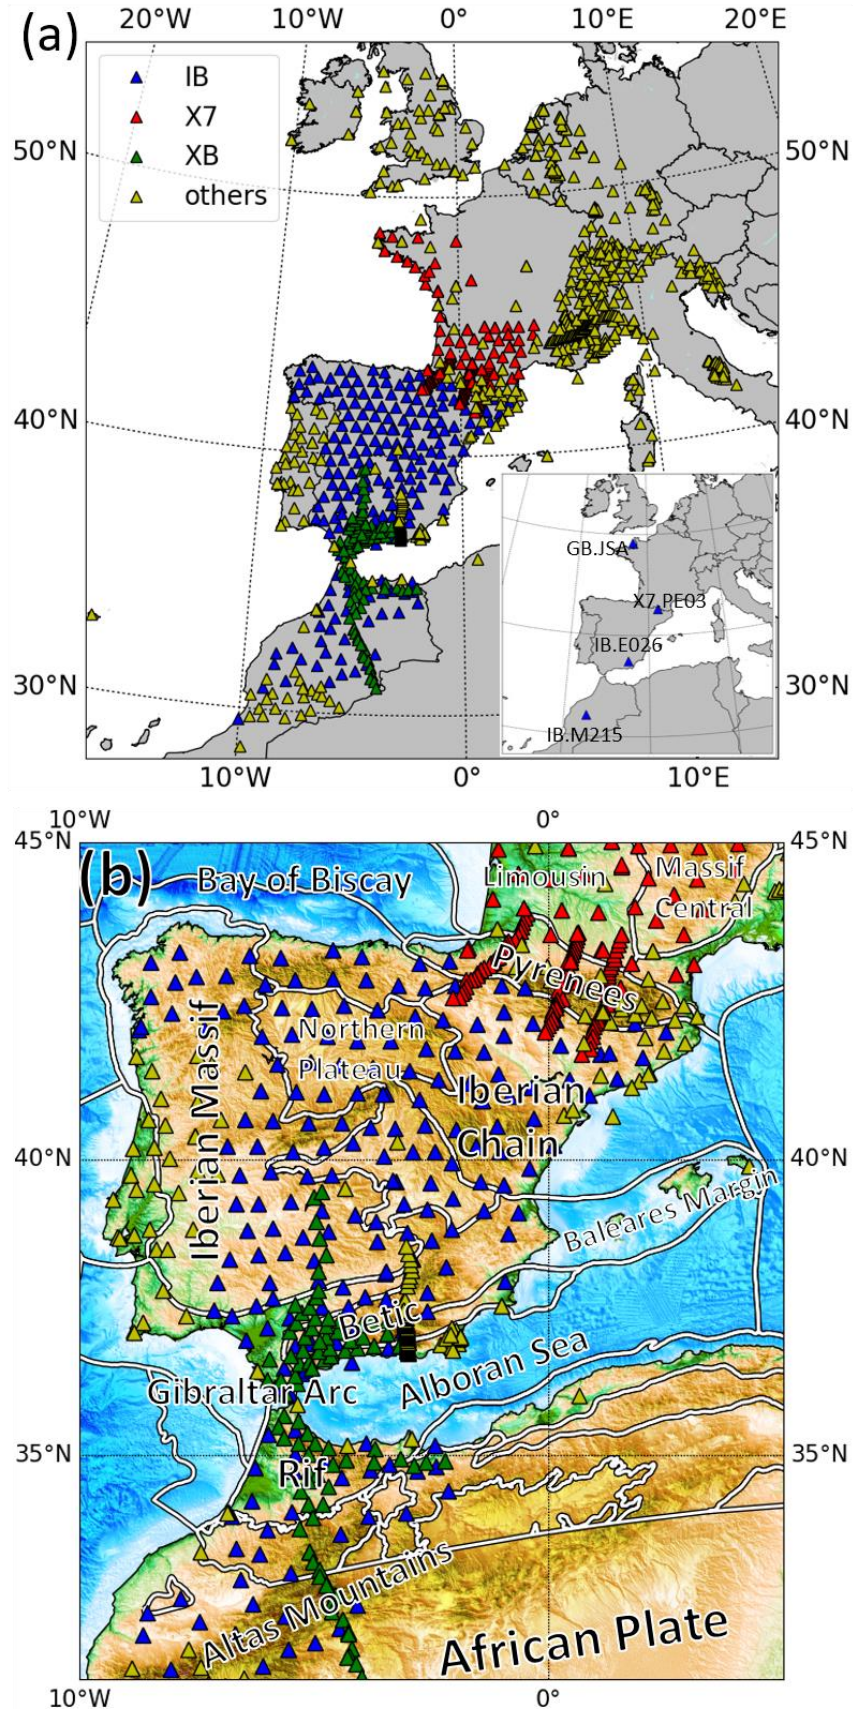 (a)
20°W 10°W 0° 10°E 20°E
IB
X7
XB
others
50°N 50°N
40°N 40°N
30°N 30°N
GB.JSA
X7.PE03
IB.E026
IB.M215
10°W 0° 10°E
10°W 0°
45°N 45°N
(b)
Bay of Biscay
Limousin
Massif
Central
Pyrenees
Iberian Massif
Northern
Plateau
Iberian
Chain
40°N 40°N
Baleares Margin
Betic
Alboran Sea
Gibraltar Arc
35°N 35°N
Rif
Altas Mountains
African Plate
10°W 0°